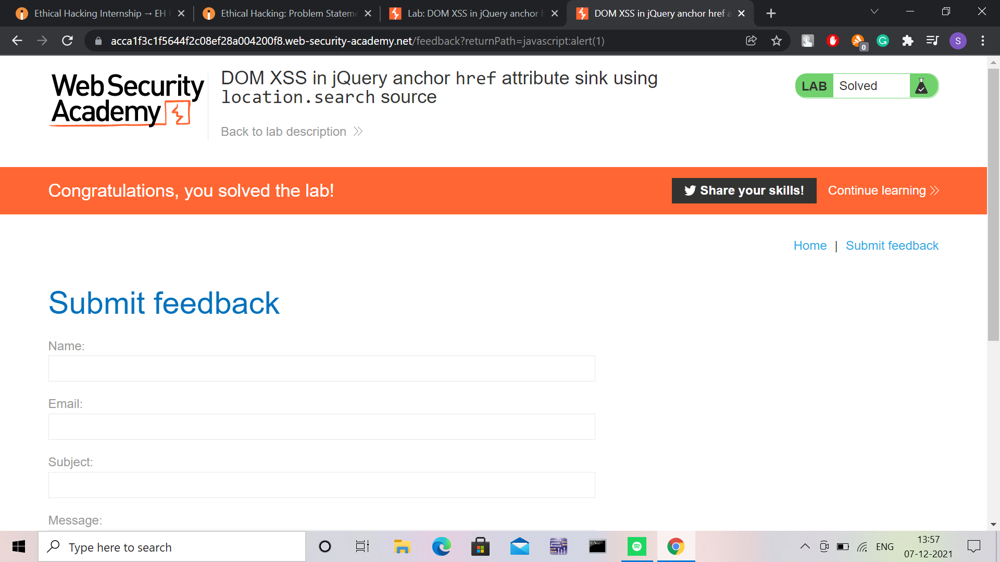 Ethical Hacking Internship → EH
Ethical Hacking: Problem Stateme
Lab: DOM XSS in jQuery anchor h
DOM XSS in jQuery anchor href a
acca1f3c1f5644f2c08ef28a004200f8.web-security-academy.net/feedback?returnPath=javascript:alert(1)
0
S
Web Security
Academy
DOM XSS in jQuery anchor href attribute sink using
location.search source
LAB Solved
Back to lab description
Congratulations, you solved the lab!
Share your skills!
Continue learning
Home | Submit feedback
Submit feedback
Name:
Email:
Subject:
Message:
Type here to search
ENG
13:57
07-12-2021